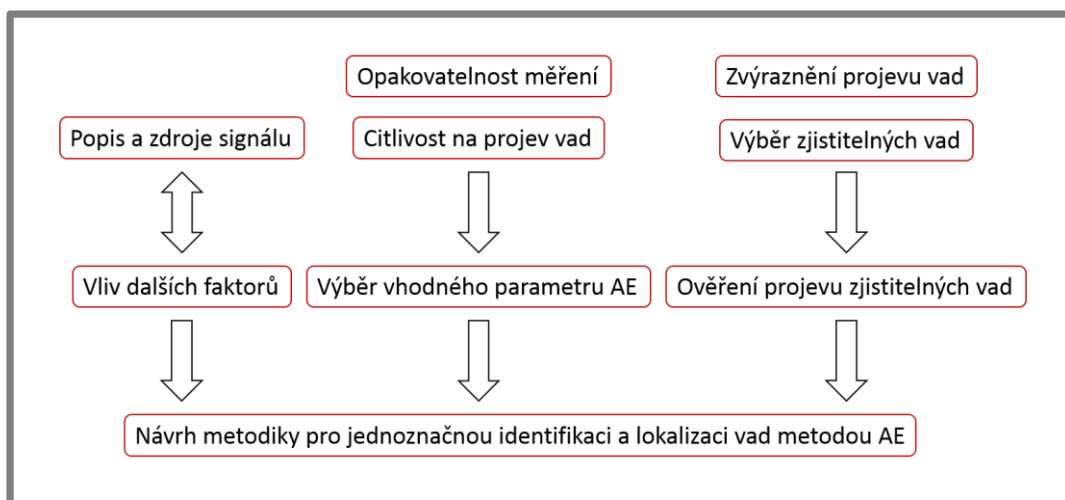 Opakovatelnost měření
Zvýraznění projevu vad
Popis a zdroje signálu
Citlivost na projev vad
Výběr zjistitelných vad
Vliv dalších faktorů
Výběr vhodného parametru AE
Ověření projevu zjistitelných vad
Návrh metodiky pro jednoznačnou identifikaci a lokalizaci vad metodou AE